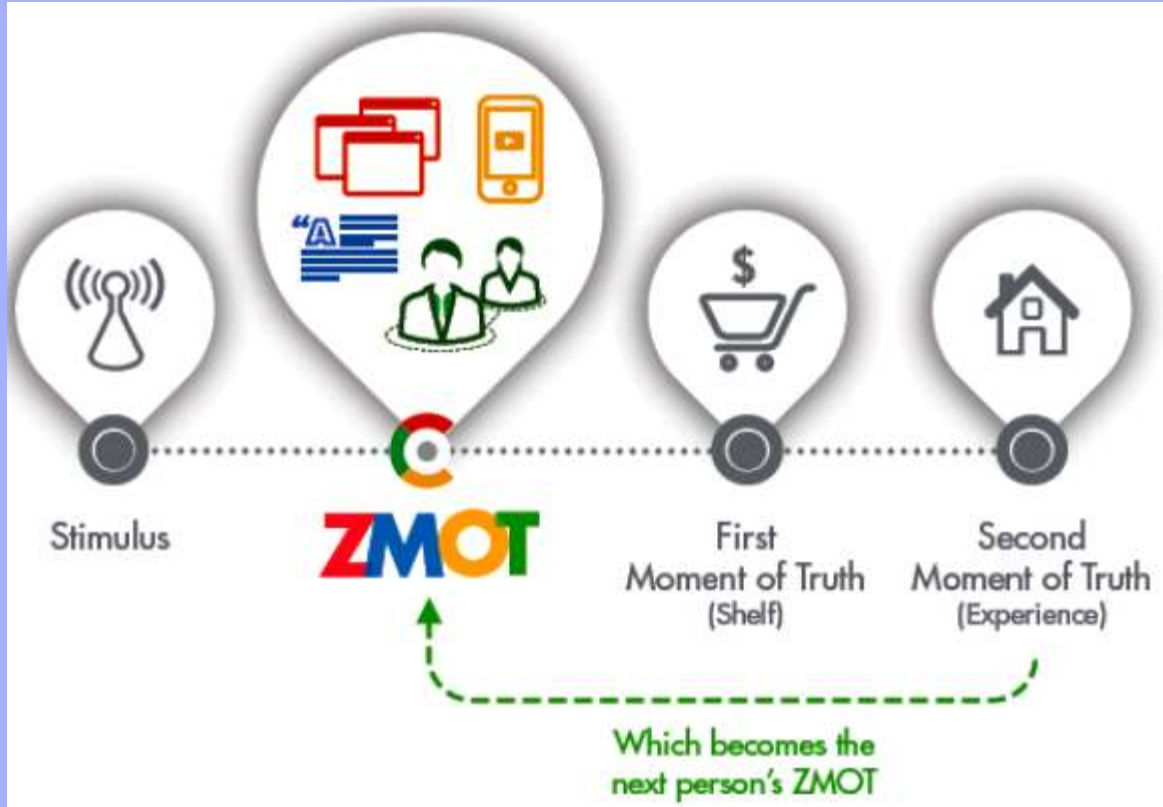 “A
$
Stimulus
ZMOT
First
Moment of Truth
(Shelf)
Second
Moment of Truth
(Experience)
Which becomes the
next person's ZMOT